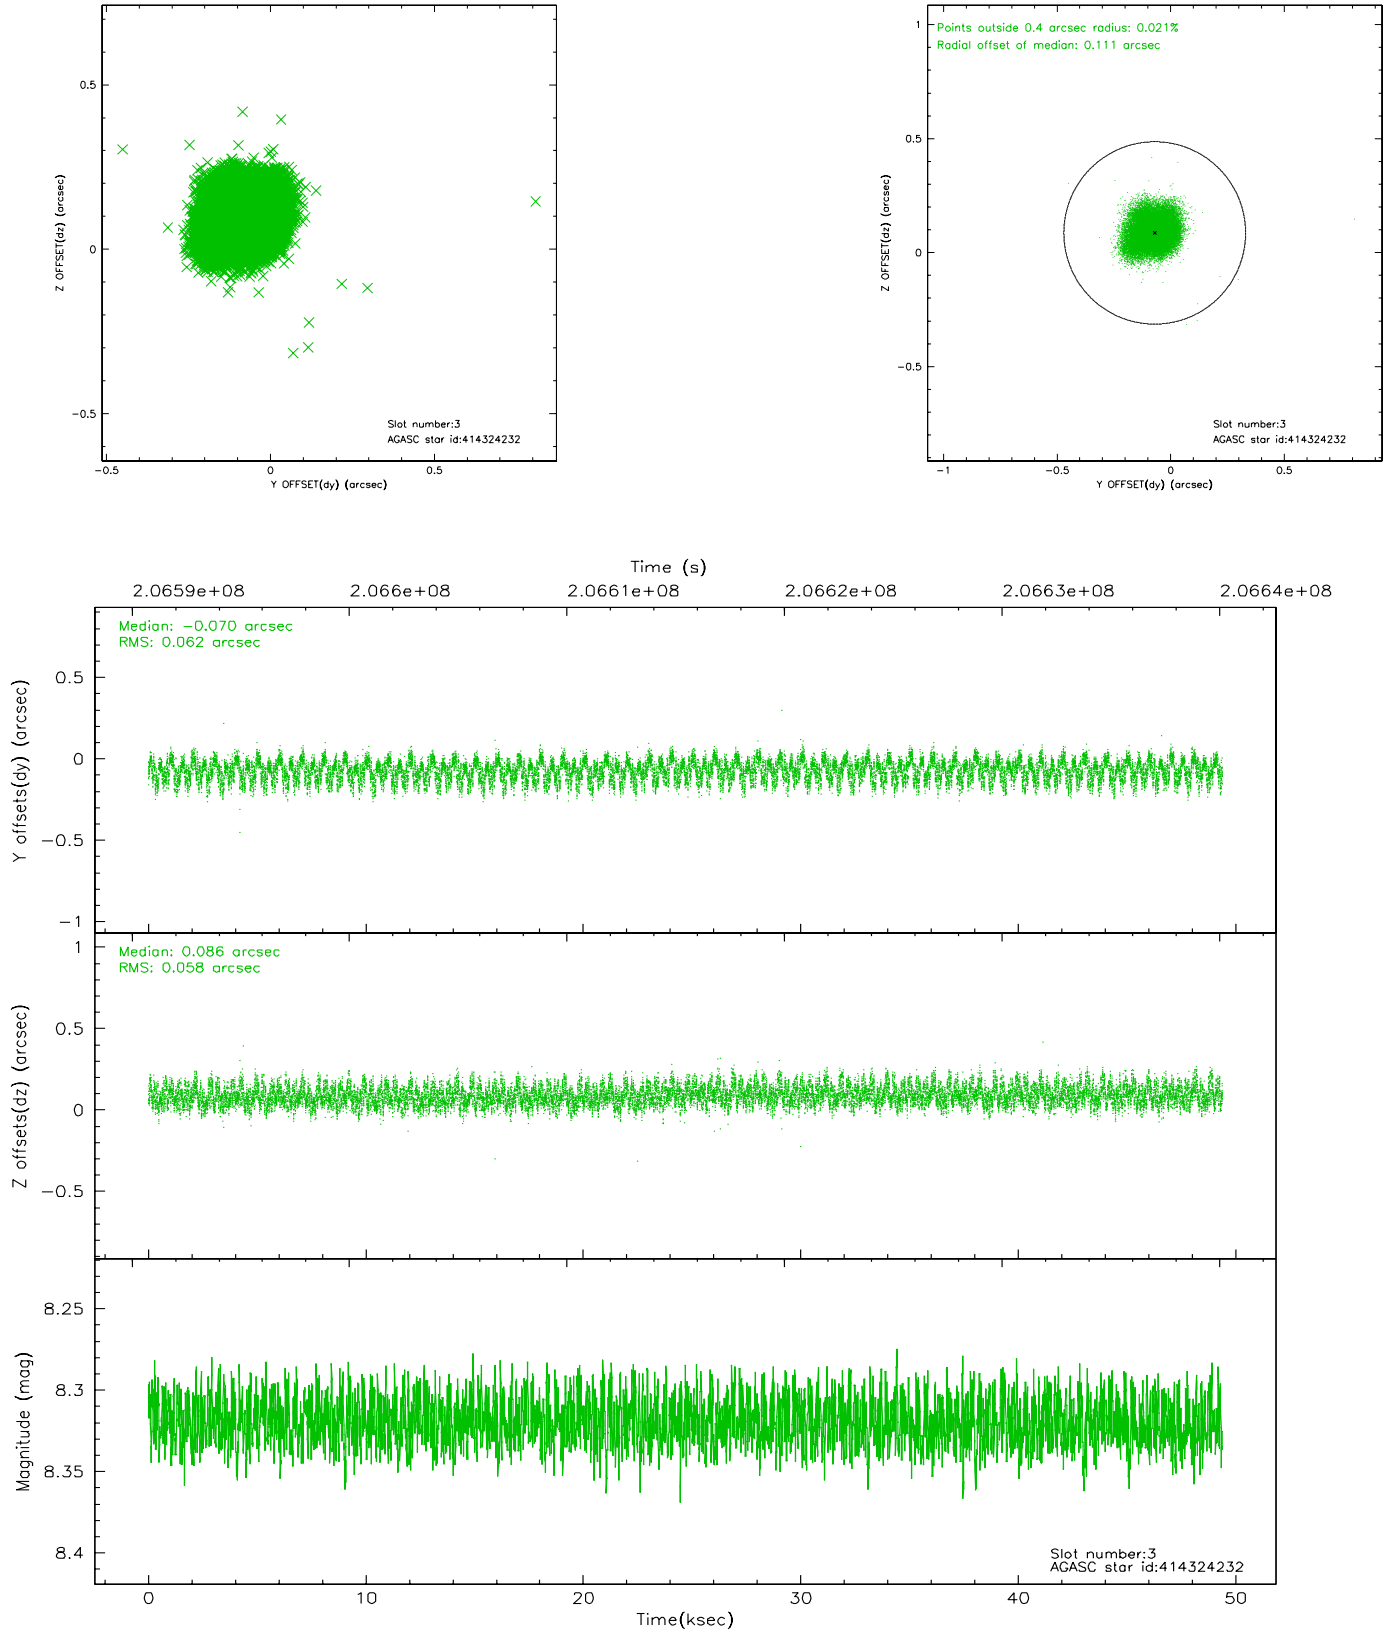 0.5
0
−0.5
Z OFFSET(dz) (arcsec)
Slot number:3
AGASC star id:414324232
−0.5 0 0.5
Y OFFSET(dy) (arcsec)
Points outside 0.4 arcsec radius: 0.021%
Radial offset of median: 0.111 arcsec
1
0.5
0
−0.5
Z OFFSET(dz) (arcsec)
Slot number:3
AGASC star id:414324232
−1 −0.5 0 0.5
Y OFFSET(dy) (arcsec)
Time (s)
2.0659e+08 2.066e+08 2.0661e+08 2.0662e+08 2.0663e+08 2.0664e+08
Median: −0.070 arcsec
RMS: 0.062 arcsec
0.5
0
−0.5
−1
Y offsets(dy) (arcsec)
Median: 0.086 arcsec
RMS: 0.058 arcsec
1
0.5
0
−0.5
Z offsets(dz) (arcsec)
8.25
8.3
8.35
8.4
Magnitude (mag)
Slot number:3
AGASC star id:414324232
0 10 20 30 40 50
Time(ksec)